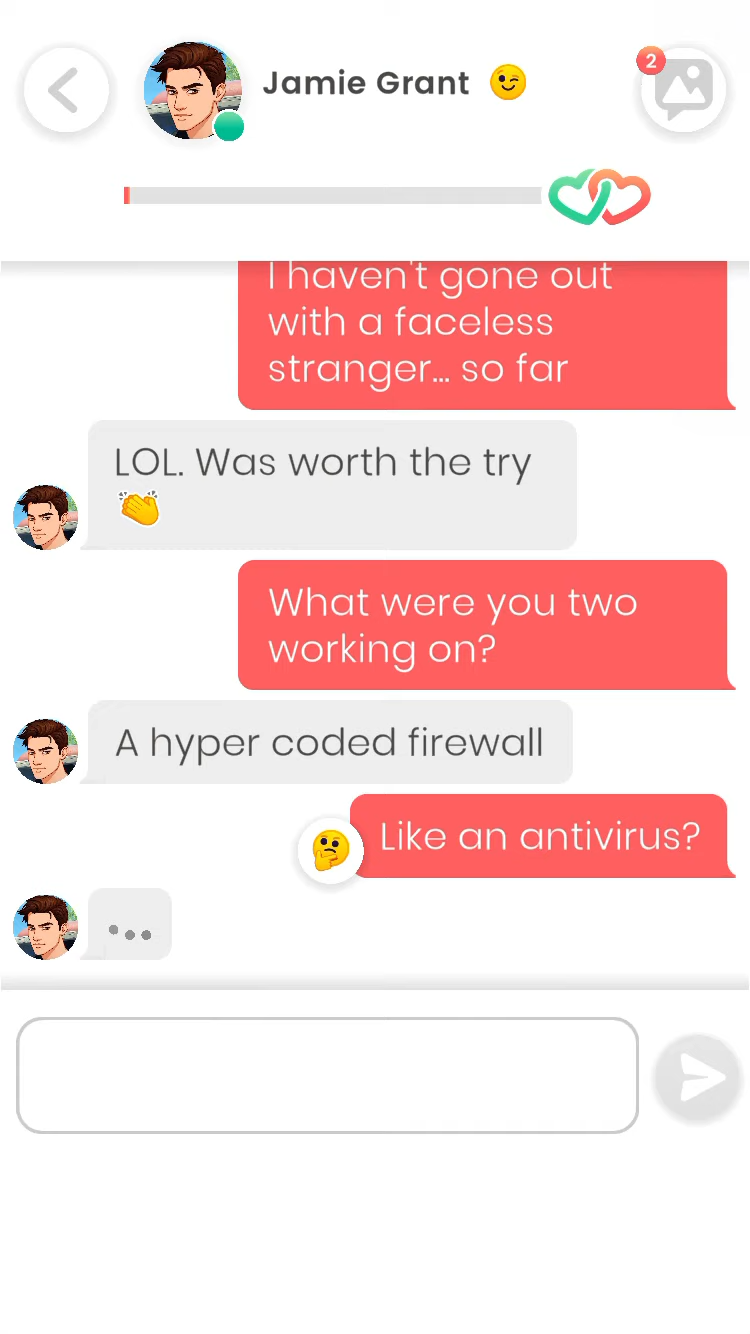 Jamie Grant 😉
2
I haven't gone out
with a faceless
stranger... so far
LOL. Was worth the try
👏
What were you two
working on?
A hyper coded firewall
Like an antivirus?
🤔